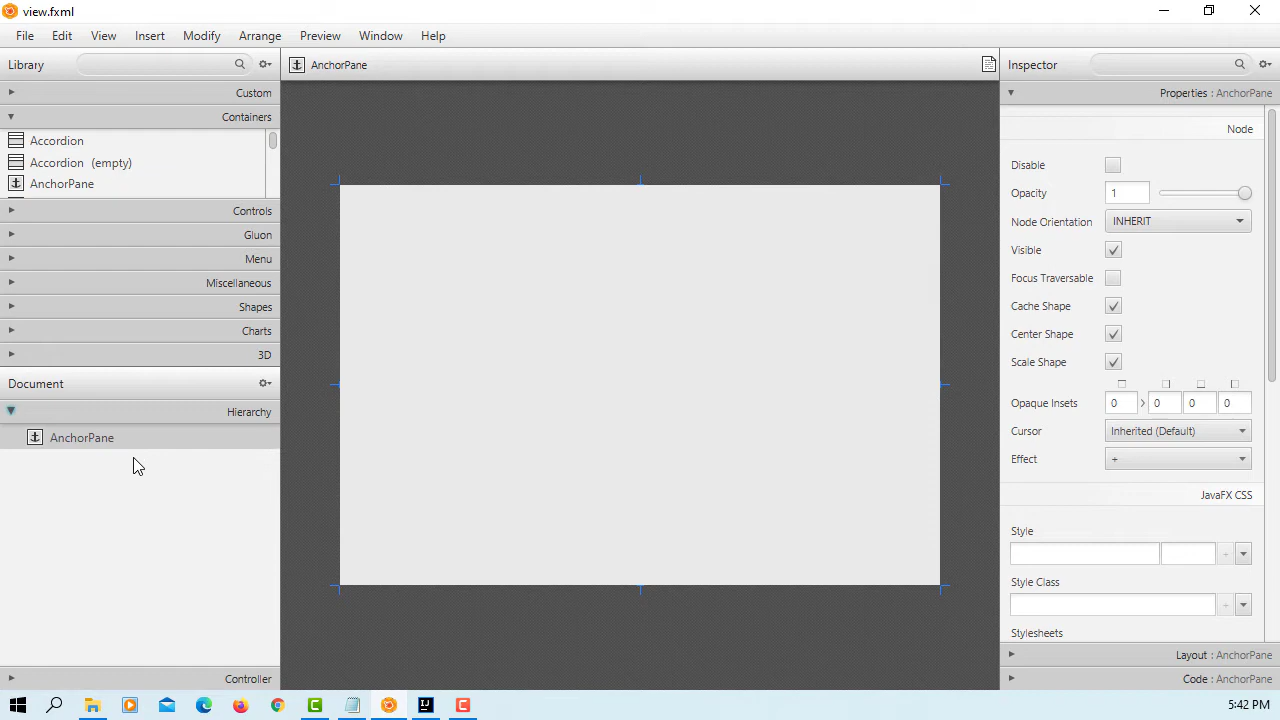 view.fxml
File Edit View Insert Modify Arrange Preview Window Help
Library
AnchorPane
Inspector
Custom
Containers
Accordion
Accordion (empty)
AnchorPane
Controls
Gluon
Menu
Miscellaneous
Shapes
Charts
3D
Document
Hierarchy
AnchorPane
Controller
Properties : AnchorPane
Node
Disable
Opacity 1
Node Orientation INHERIT
Visible
Focus Traversable
Cache Shape
Center Shape
Scale Shape
Opaque Insets 0 0 0 0
Cursor Inherited (Default)
Effect +
JavaFX CSS
Style
+
Style Class
+
Stylesheets
Layout : AnchorPane
Code : AnchorPane
5:42 PM